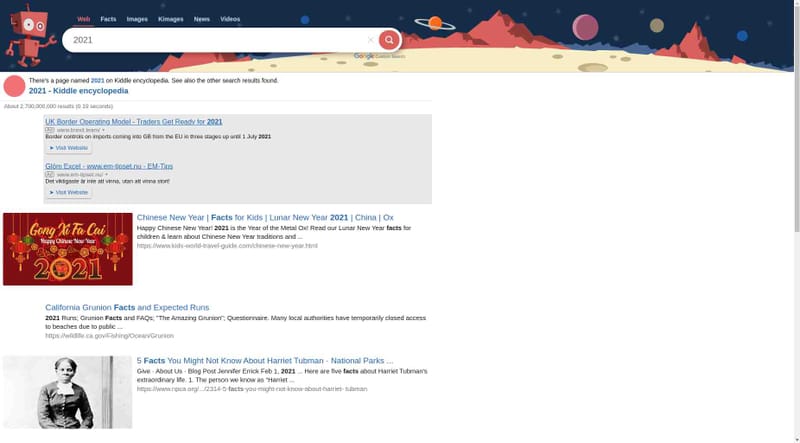 Web Facts Images Kimages News Videos
2021
Google Custom Search
There's a page named 2021 on Kiddle encyclopedia. See also the other search results found.
2021 - Kiddle encyclopedia
About 2,700,000,000 results (0.19 seconds)
UK Border Operating Model - Traders Get Ready for 2021
Ad www.trond.team/
Border controls on imports coming into GB from the EU in three stages up until 1 July 2021
➤ Visit Website
Glöm Excel - www.em-tipset.nu - EM-Tips
Ad www.em-tipset.nu/
Det viktigaste är inte att vinna, utan att vinna stort!
➤ Visit Website
Gong Xi Fa Cai
Happy Chinese New Year
2021
Chinese New Year | Facts for Kids | Lunar New Year 2021 | China | Ox
Happy Chinese New Year! 2021 is the Year of the Metal Ox! Read our Lunar New Year facts for
children & learn about Chinese New Year traditions and ...
https://www.kids-world-travel-guide.com/chinese-new-year.html
California Grunion Facts and Expected Runs
2021 Runs; Grunion Facts and FAQs; "The Amazing Grunion"; Questionnaire. Many local authorities have temporarily closed access
to beaches due to public ...
https://wildlife.ca.gov/Fishing/Ocean/Grunion
5 Facts You Might Not Know About Harriet Tubman · National Parks ...
Give · About Us · Blog Post Jennifer Errick Feb 1, 2021 ... Here are five facts about Harriet Tubman's
extraordinary life. 1. The person we know as "Harriet ...
https://www.npca.org/.../2314-5-facts-you-might-not-know-about-harriet- tubman